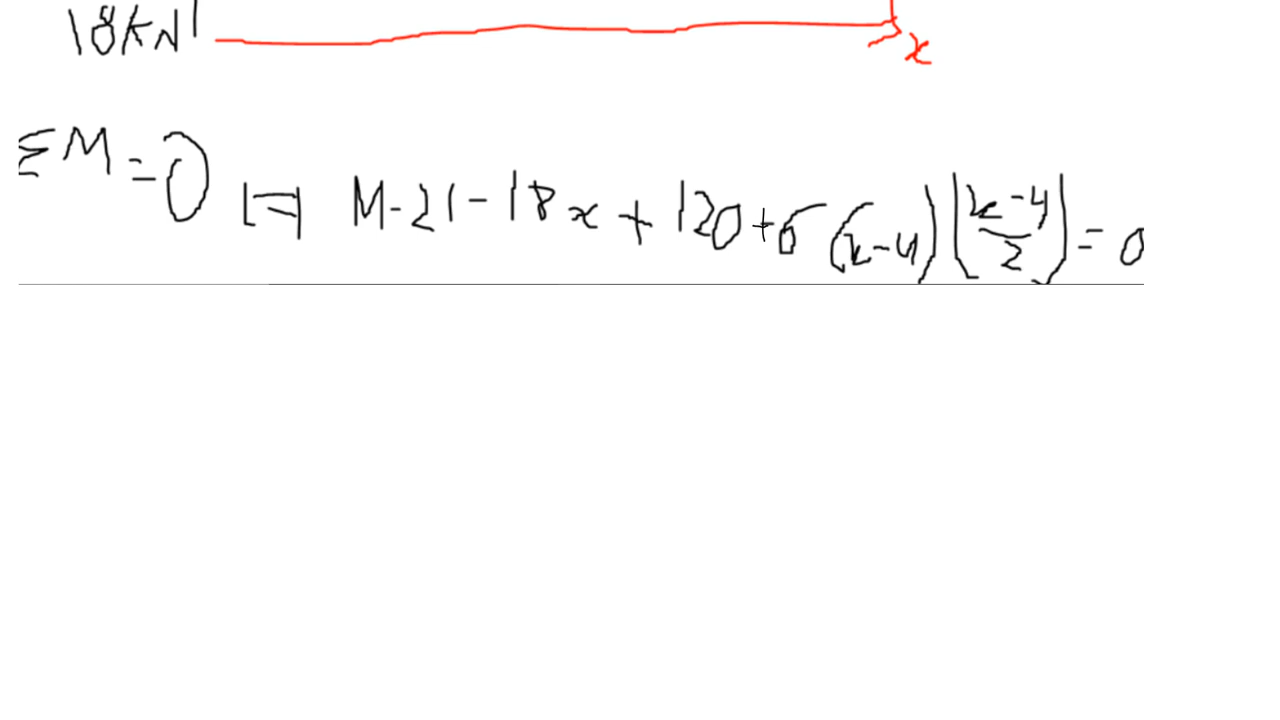 18KN
x
ΣM=0 |=| M-21-18x+120+6(x-4)(x-4/2)=0